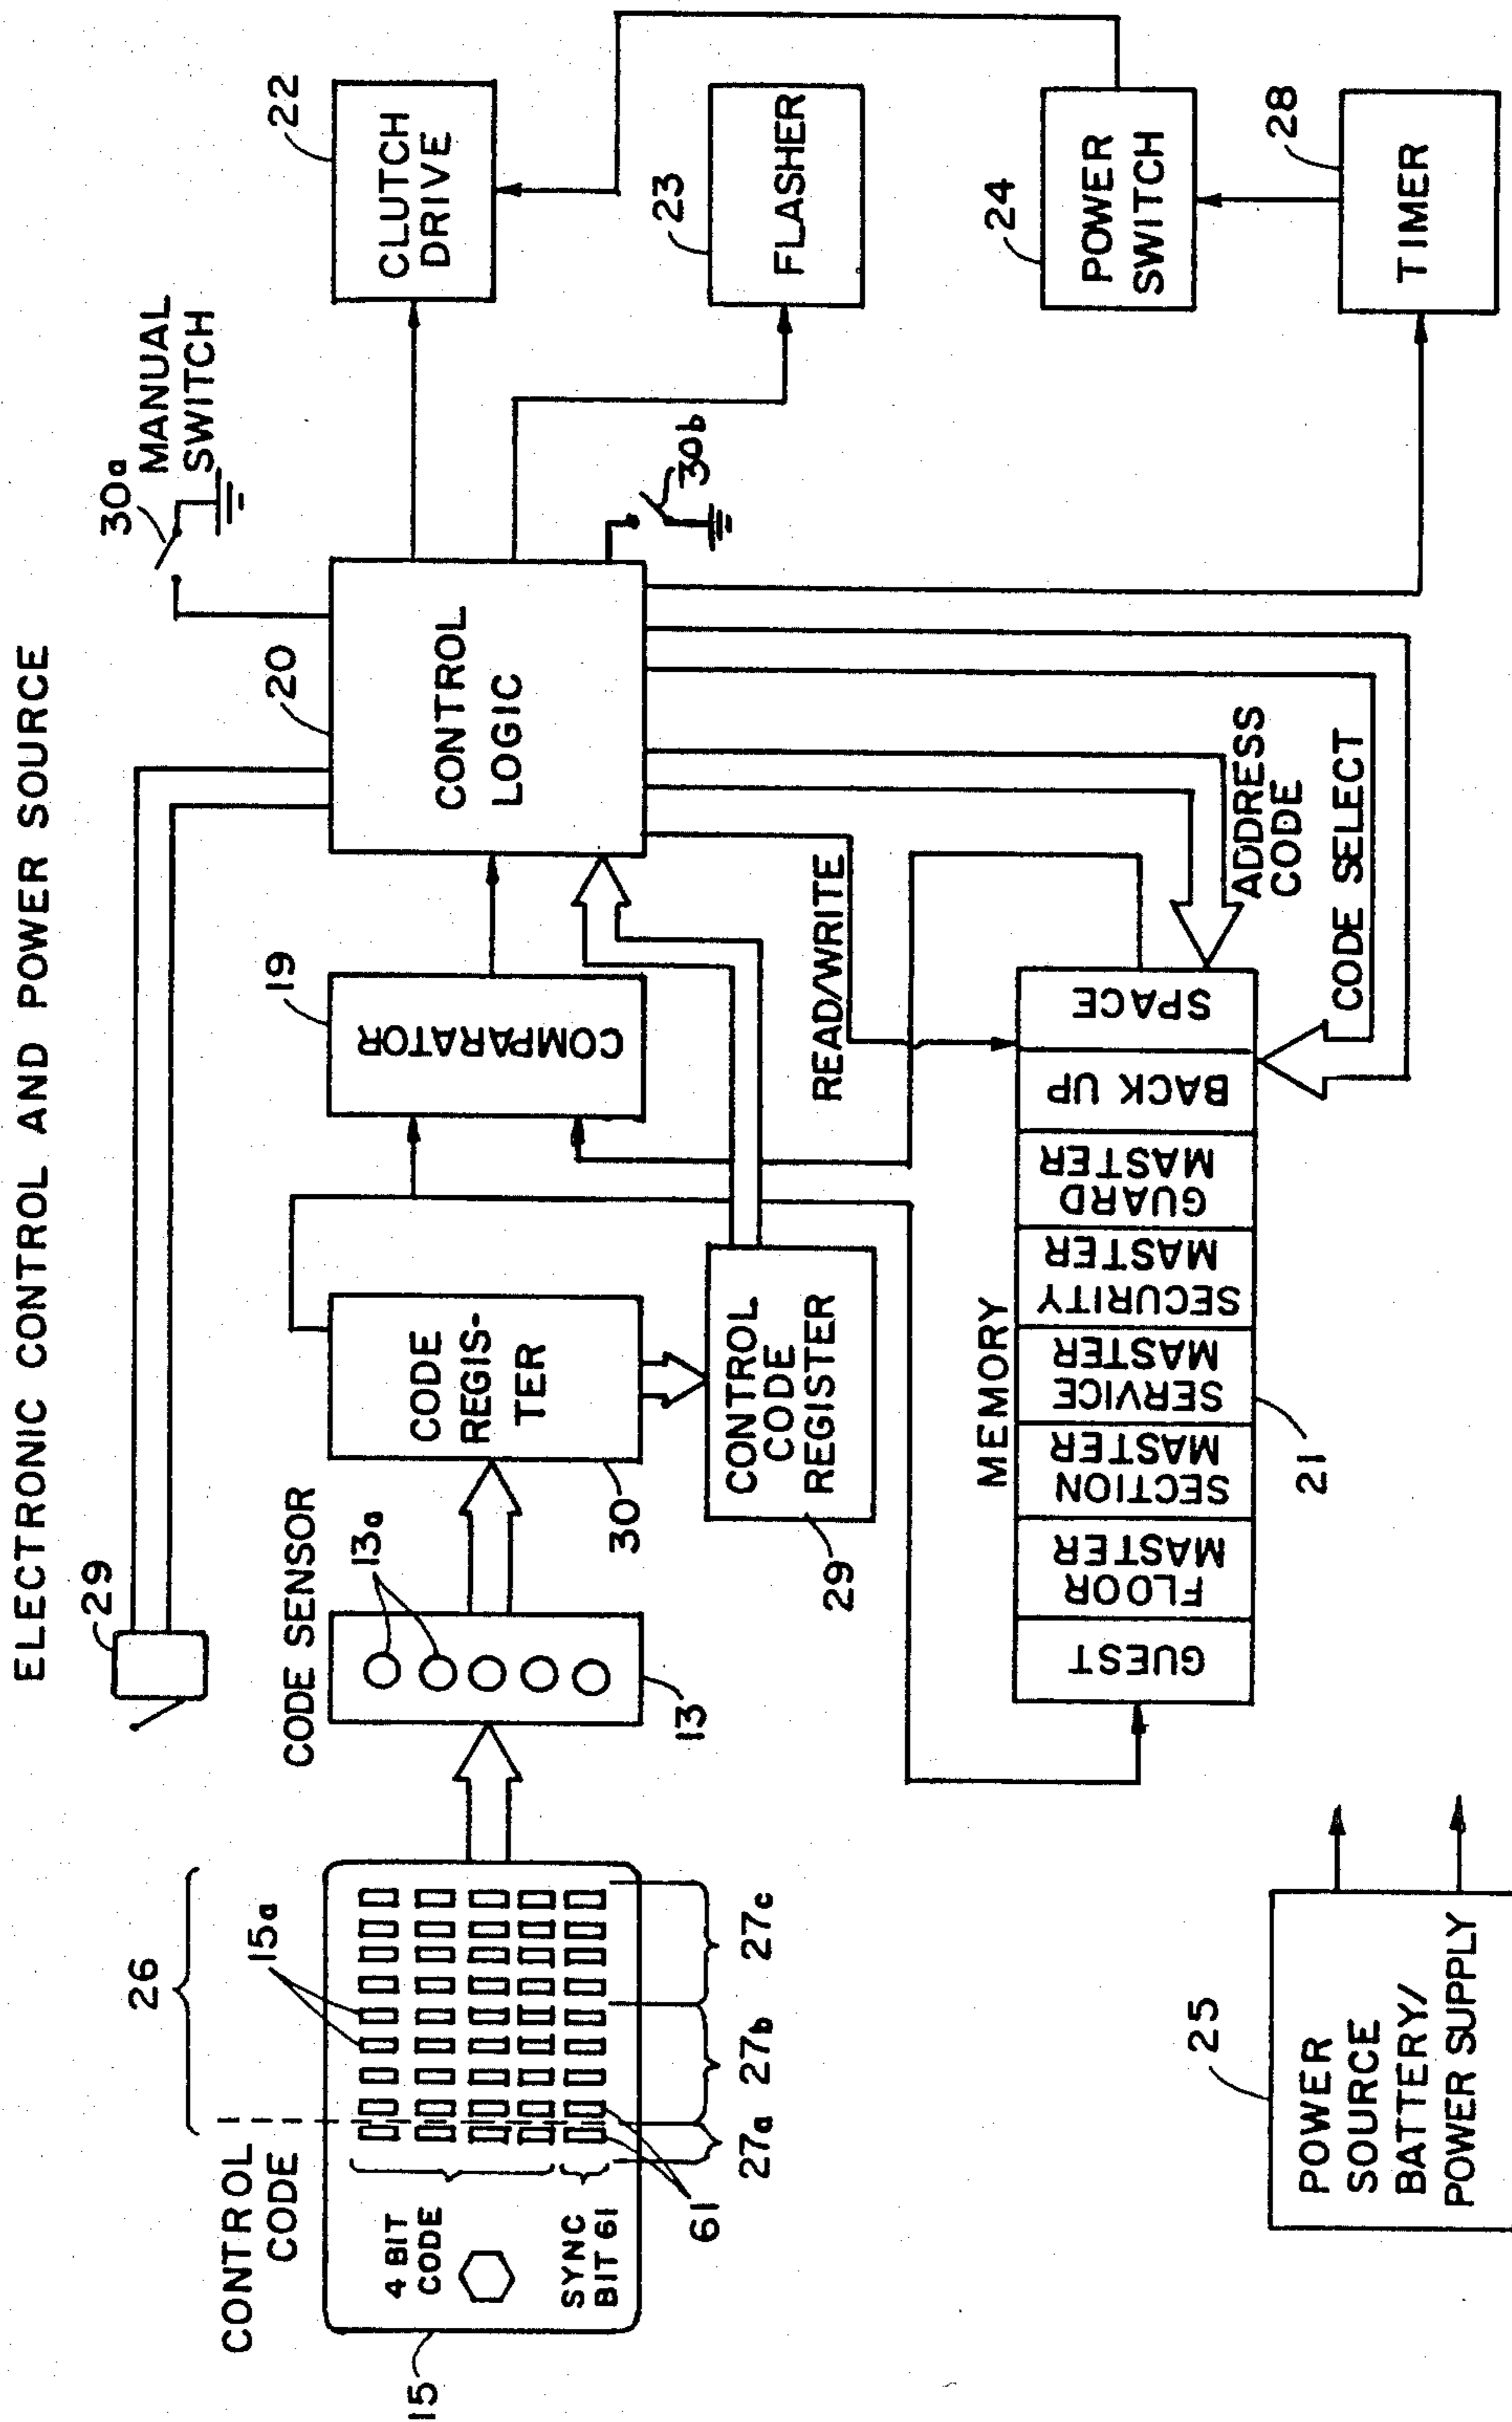 ELECTRONIC CONTROL AND POWER SOURCE
29
30a
MANUAL
SWITCH
CONTROL
CODE
26
15a
4 BIT
CODE
SYNC
BIT 61
15
61
27a
27b
27c
CODE SENSOR
13a
13
CODE
REGIS-
TER
30
CONTROL
CODE
REGISTER
29
19
COMPARATOR
20
CONTROL
LOGIC
30b
22
CLUTCH
DRIVE
23
FLASHER
24
POWER
SWITCH
28
TIMER
READ/WRITE
ADDRESS
CODE
CODE SELECT
MEMORY
GUEST
FLOOR
MASTER
SECTION
MASTER
SERVICE
MASTER
SECURITY
MASTER
GUARD
MASTER
BACK UP
SPACE
21
25
POWER
SOURCE
BATTERY/
POWER SUPPLY